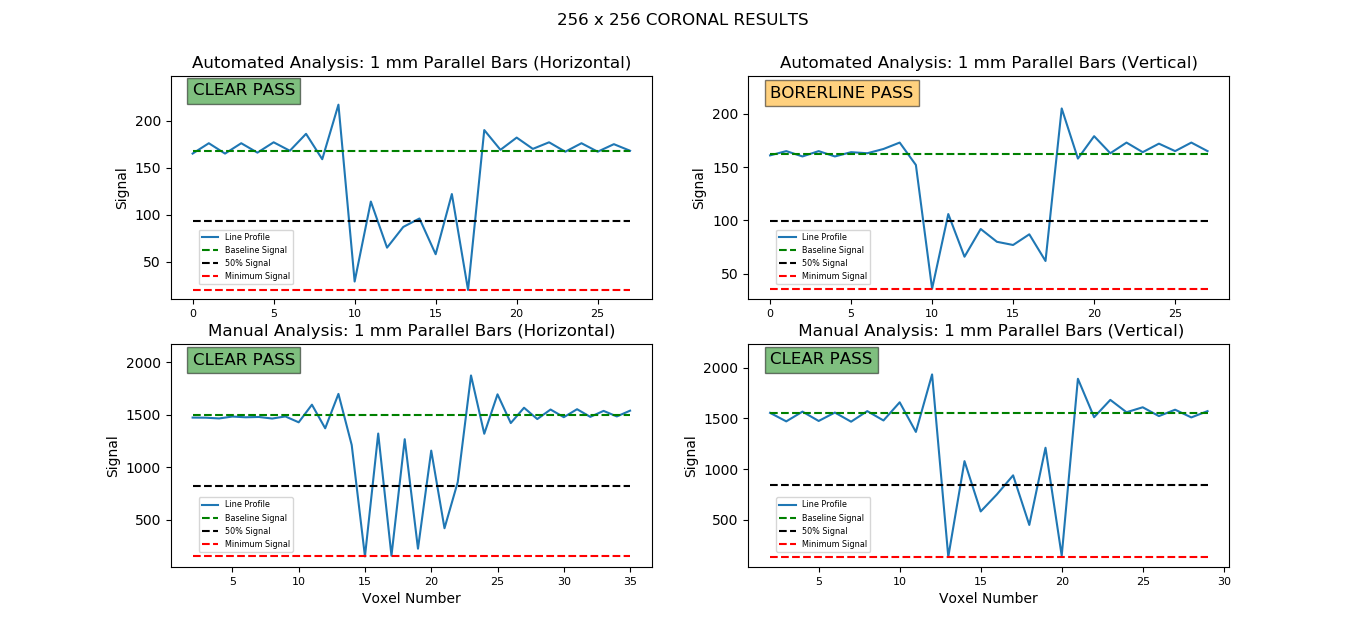 256 x 256 CORONAL RESULTS
Automated Analysis: 1 mm Parallel Bars (Horizontal)
CLEAR PASS
200
150
100
50
Signal
Line Profile
Baseline Signal
50% Signal
Minimum Signal
0 5 10 15 20 25
Automated Analysis: 1 mm Parallel Bars (Vertical)
BORERLINE PASS
200
150
100
50
Signal
Line Profile
Baseline Signal
50% Signal
Minimum Signal
0 5 10 15 20 25
Manual Analysis: 1 mm Parallel Bars (Horizontal)
CLEAR PASS
2000
1500
1000
500
Signal
Line Profile
Baseline Signal
50% Signal
Minimum Signal
5 10 15 20 25 30 35
Voxel Number
Manual Analysis: 1 mm Parallel Bars (Vertical)
CLEAR PASS
2000
1500
1000
500
Signal
Line Profile
Baseline Signal
50% Signal
Minimum Signal
5 10 15 20 25 30
Voxel Number